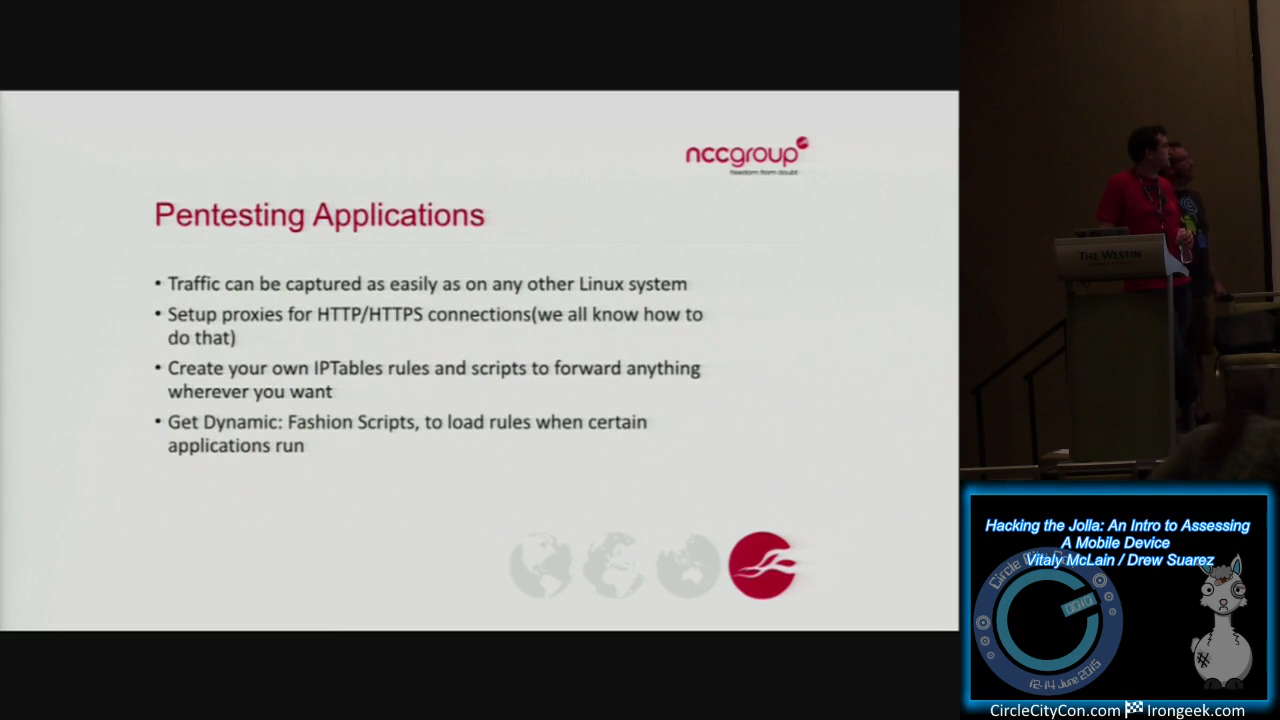 nccgroup
freedom from doubt
Pentesting Applications
• Traffic can be captured as easily as on any other Linux system
• Setup proxies for HTTP/HTTPS connections(we all know how to
do that)
• Create your own IPTables rules and scripts to forward anything
wherever you want
• Get Dynamic: Fashion Scripts, to load rules when certain
applications run
THE WESTIN
Hacking the Jolla: An Intro to Assessing
A Mobile Device
Vitaly McLain / Drew Suarez
Circle City Con
12-14 June 2015
CircleCityCon.com Irongeek.com